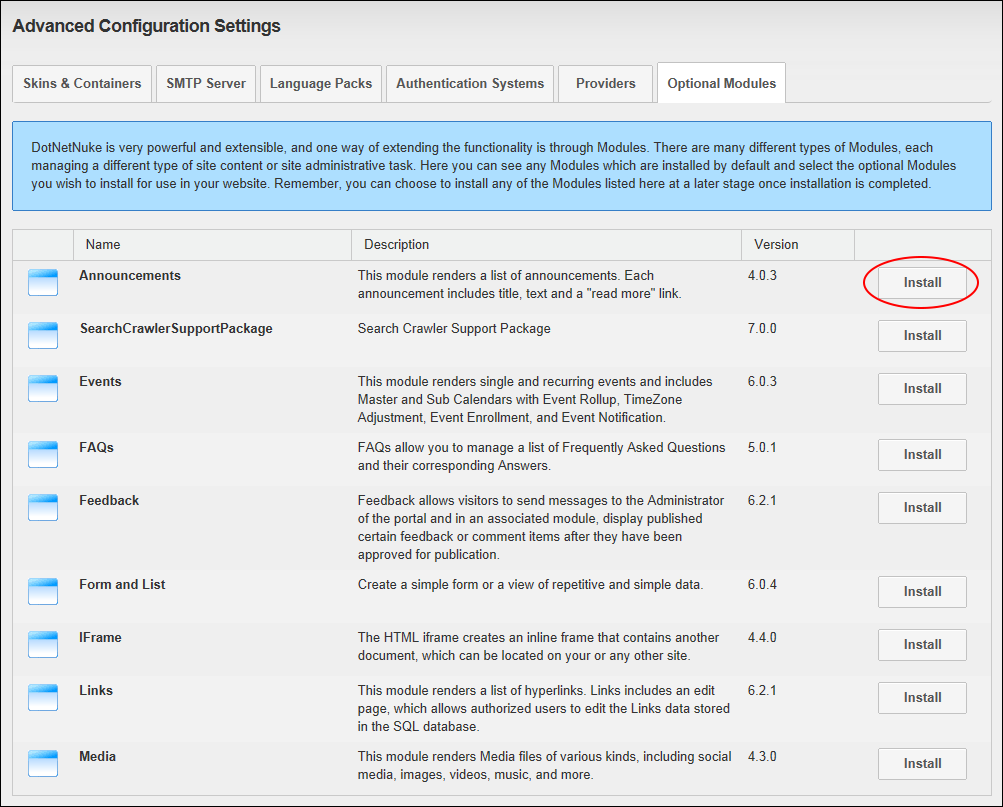 Advanced Configuration Settings
Skins & Containers
SMTP Server
Language Packs
Authentication Systems
Providers
Optional Modules
DotNetNuke is very powerful and extensible, and one way of extending the functionality is through Modules. There are many different types of Modules, each
managing a different type of site content or site administrative task. Here you can see any Modules which are installed by default and select the optional Modules
you wish to install for use in your website. Remember, you can choose to install any of the Modules listed here at a later stage once installation is completed.
Name Description Version
Announcements
This module renders a list of announcements. Each
announcement includes title, text and a "read more" link.
4.0.3
Install
SearchCrawlerSupportPackage
Search Crawler Support Package
7.0.0
Install
Events
This module renders single and recurring events and includes
Master and Sub Calendars with Event Rollup, TimeZone
Adjustment, Event Enrollment, and Event Notification.
6.0.3
Install
FAQs
FAQs allow you to manage a list of Frequently Asked Questions
and their corresponding Answers.
5.0.1
Install
Feedback
Feedback allows visitors to send messages to the Administrator
of the portal and in an associated module, display published
certain feedback or comment items after they have been
approved for publication.
6.2.1
Install
Form and List
Create a simple form or a view of repetitive and simple data.
6.0.4
Install
IFrame
The HTML iframe creates an inline frame that contains another
document, which can be located on your or any other site.
4.4.0
Install
Links
This module renders a list of hyperlinks. Links includes an edit
page, which allows authorized users to edit the Links data stored
in the SQL database.
6.2.1
Install
Media
This module renders Media files of various kinds, including social
media, images, videos, music, and more.
4.3.0
Install